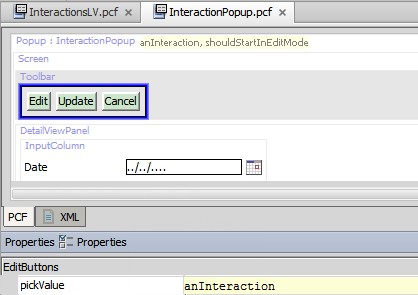 InteractionsLV.pcf × InteractionPopup.pcf ×
Popup : InteractionPopup anInteraction, shouldStartInEditMode
Screen
Toolbar
Edit Update Cancel
DetailViewPanel
InputColumn
Date ../../....
PCF XML
Properties Properties
EditButtons
pickValue anInteraction